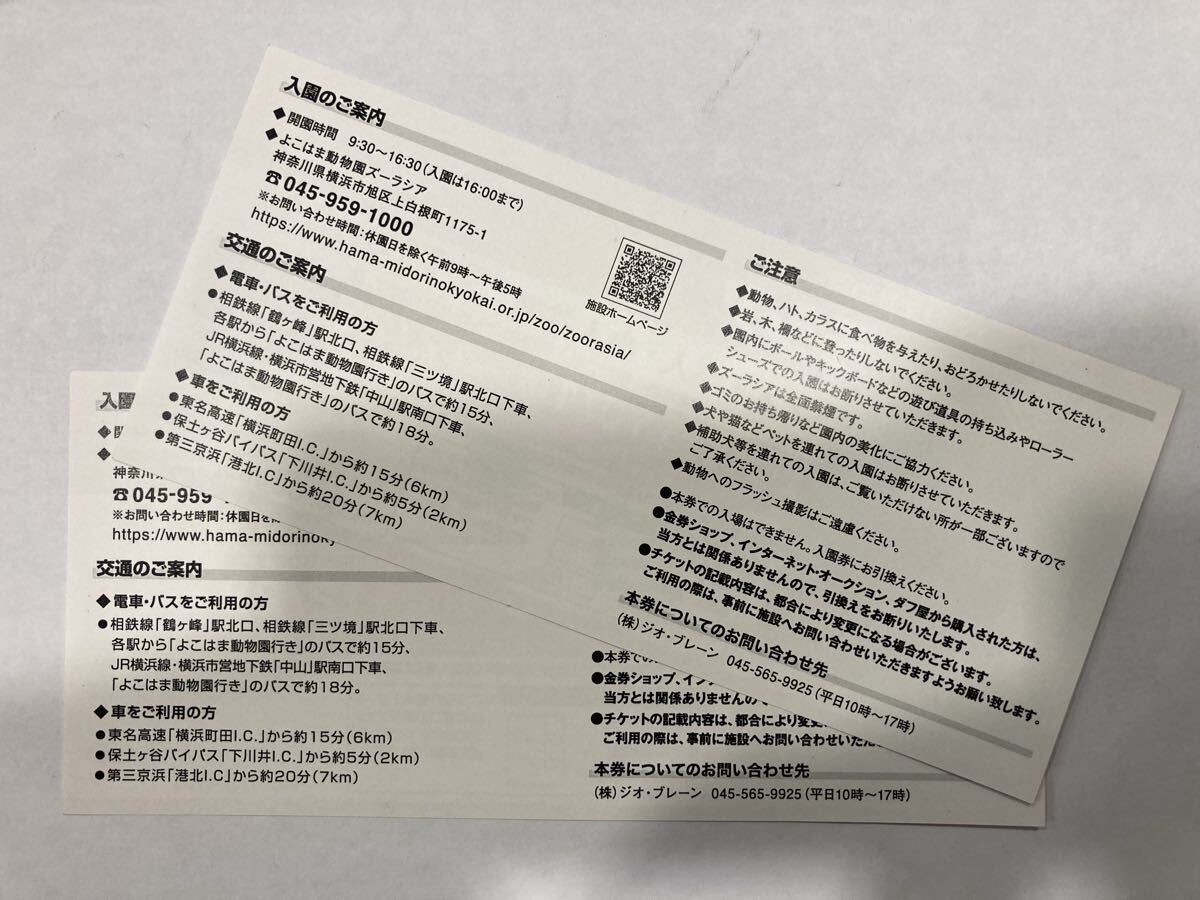 入園のご案内
◆開園時間 9:30～16:30(入園は16:00まで)
◆よこはま動物園ズーラシア
神奈川県横浜市旭区上白根町1175-1
☎045-959-1000
※お問い合わせ時間:休園日を除く午前9時～午後5時
https://www.hama-midorinokyokai.or.jp/zoo/zoorasia/
施設ホームページ
交通のご案内
◆電車・バスをご利用の方
●相鉄線「鶴ヶ峰」駅北口、相鉄線「三ツ境」駅北口下車、
各駅から「よこはま動物園行き」のバスで約15分、
JR横浜線・横浜市営地下鉄「中山」駅南口下車、
「よこはま動物園行き」のバスで約18分。
◆車をご利用の方
●東名高速「横浜町田I.C.」から約15分(6km)
●保土ヶ谷バイパス「下川井I.C.」から約5分(2km)
●第三京浜「港北I.C」から約20分(7km)
ご注意
◆動物、ハト、カラスに食べ物を与えたり、おどろかせたりしないでください。
◆岩、木、柵などに登ったりしないでください。
◆園内にボールやキックボードなどの遊び道具の持ち込みやローラー
シューズでの入園はお断りさせていただきます。
◆ズーラシアは全面禁煙です。
◆ゴミのお持ち帰りなど園内の美化にご協力ください。
◆犬や猫などペットを連れての入園はお断りさせていただきます。
◆補助犬等を連れての入園は、ご覧いただけない所が一部ございますので
ご了承ください。
◆動物へのフラッシュ撮影はご遠慮ください。
●本券での入場はできません。入園券にお引換えください。
●金券ショップ、インターネット・オークション、ダフ屋から購入された方は、
当方とは関係ありませんので、引換えをお断りいたします。
●チケットの記載内容は、都合により変更になる場合がございます。
ご利用の際は、事前に施設へお問い合わせいただきますようお願い致します。
本券についてのお問い合わせ先
(株)ジオ・ブレーン 045-565-9925(平日10時～17時)
入園
◆
◆
神奈川県
☎045-959
※お問い合わせ時間:休園日を
https://www.hama-midorinoky
交通のご案内
◆電車・バスをご利用の方
●相鉄線「鶴ヶ峰」駅北口、相鉄線「三ツ境」駅北口下車、
各駅から「よこはま動物園行き」のバスで約15分、
JR横浜線・横浜市営地下鉄「中山」駅南口下車、
「よこはま動物園行き」のバスで約18分。
◆車をご利用の方
●東名高速「横浜町田I.C.」から約15分(6km)
●保土ヶ谷バイパス「下川井I.C.」から約5分(2km)
●第三京浜「港北I.C」から約20分(7km)
●本券での
●金券ショップ、イン
当方とは関係ありませんの
●チケットの記載内容は、都合により変更に
ご利用の際は、事前に施設へお問い合わせいた
本券についてのお問い合わせ先
(株)ジオ・ブレーン 045-565-9925(平日10時～17時)